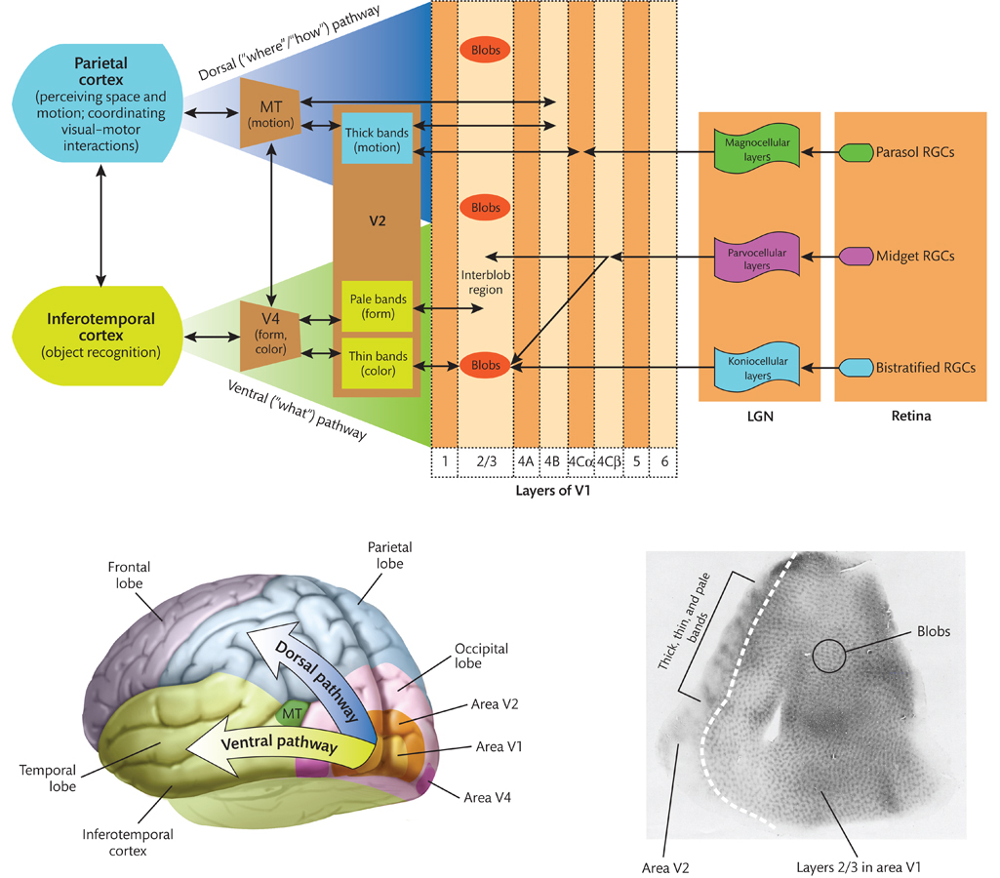 Dorsal ("where"/"how") pathway
Parietal
cortex
(perceiving space and
motion; coordinating
visual–motor
interactions)
MT
(motion)
Thick bands
(motion)
V2
Inferotemporal
cortex
(object recognition)
V4
(form,
color)
Pale bands
(form)
Thin bands
(color)
Ventral ("what") pathway
Blobs
Blobs
Interblob
region
Blobs
1
2/3
4A
4B
4Cα
4Cβ
5
6
Layers of V1
Magnocellular
layers
Parvocellular
layers
Koniocellular
layers
LGN
Parasol RGCs
Midget RGCs
Bistratified RGCs
Retina
Frontal
lobe
Parietal
lobe
Occipital
lobe
Area V2
Area V1
Area V4
Dorsal pathway
MT
Ventral pathway
Temporal
lobe
Inferotemporal
cortex
Thick, thin, and pale
bands
Blobs
Area V2
Layers 2/3 in area V1